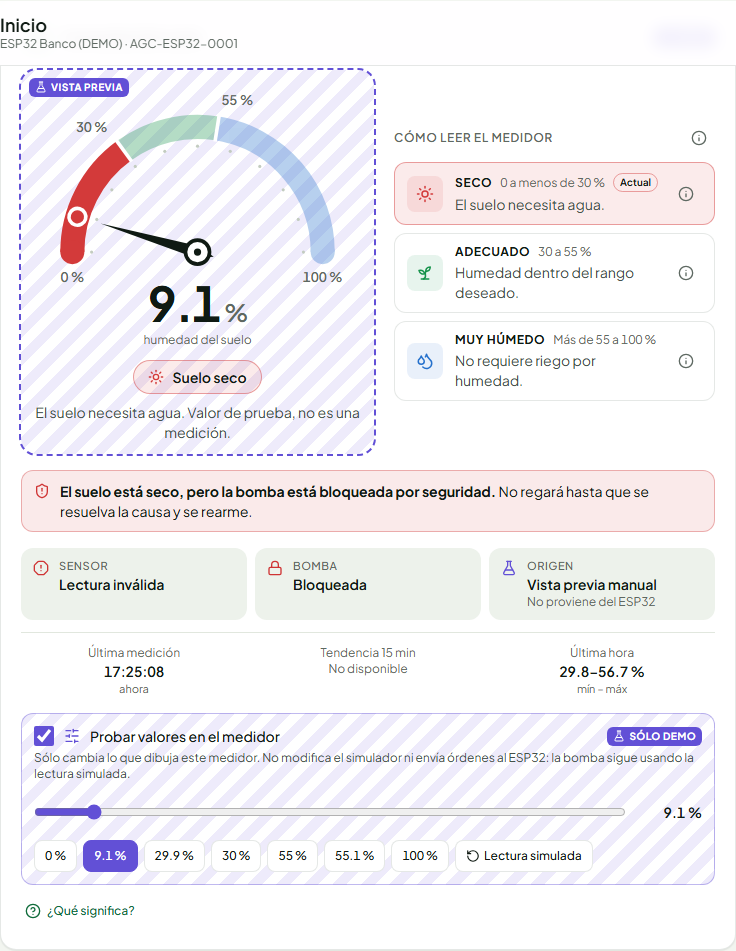 Inicio
ESP32 Banco (DEMO) · AGC-ESP32-0001
VISTA PREVIA
55 %
30 %
0 %
100 %
9.1 %
humedad del suelo
Suelo seco
El suelo necesita agua. Valor de prueba, no es una
medición.
CÓMO LEER EL MEDIDOR
SECO 0 a menos de 30 % Actual
El suelo necesita agua.
ADECUADO 30 a 55 %
Humedad dentro del rango
deseado.
MUY HÚMEDO Más de 55 a 100 %
No requiere riego por
humedad.
El suelo está seco, pero la bomba está bloqueada por seguridad. No regará hasta que se
resuelva la causa y se rearme.
SENSOR
Lectura inválida
BOMBA
Bloqueada
ORIGEN
Vista previa manual
No proviene del ESP32
Última medición
17:25:08
ahora
Tendencia 15 min
No disponible
Última hora
29.8–56.7 %
mín – máx
Probar valores en el medidor
SÓLO DEMO
Sólo cambia lo que dibuja este medidor. No modifica el simulador ni envía órdenes al ESP32: la bomba sigue usando la
lectura simulada.
9.1 %
0 % 9.1 % 29.9 % 30 % 55 % 55.1 % 100 % Lectura simulada
¿Qué significa?